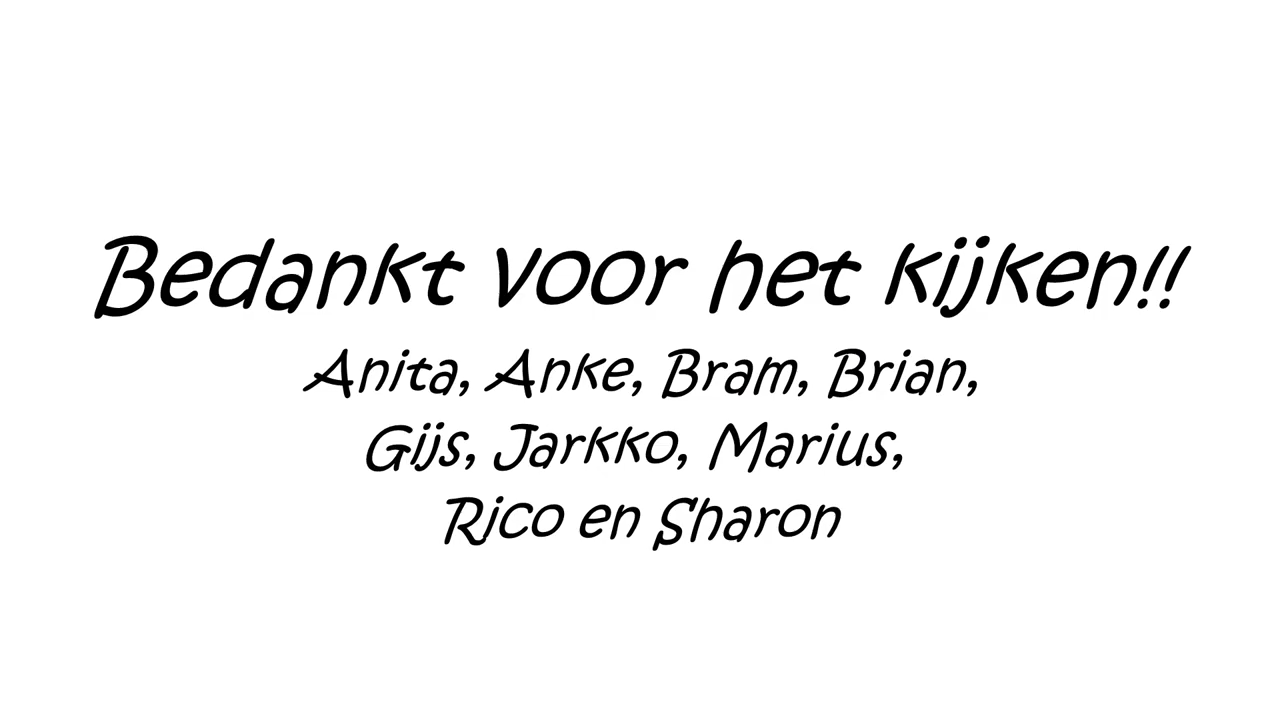 Bedankt voor het kijken!!
Anita, Anke, Bram, Brian,
Gijs, Jarkko, Marius,
Rico en Sharon